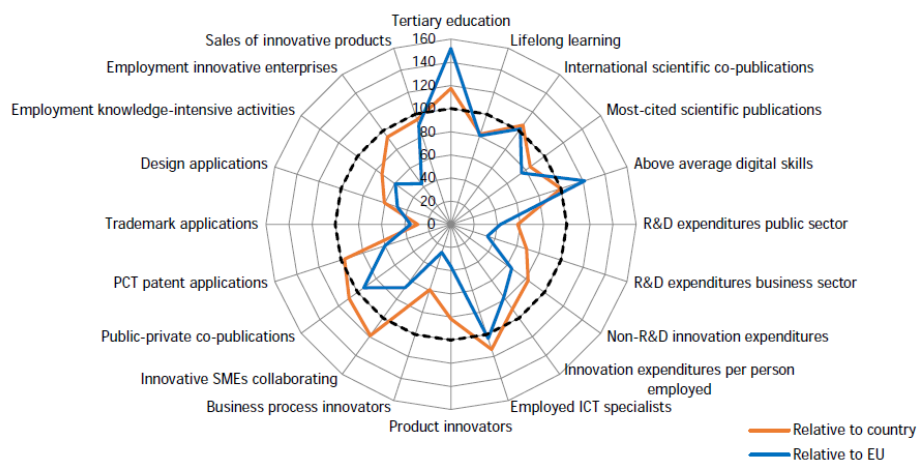 Tertiary education
Sales of innovative products
Lifelong learning
Employment innovative enterprises
International scientific co-publications
Employment knowledge-intensive activities
Most-cited scientific publications
Design applications
Above average digital skills
Trademark applications
R&D expenditures public sector
PCT patent applications
R&D expenditures business sector
Public-private co-publications
Non-R&D innovation expenditures
Innovative SMEs collaborating
Innovation expenditures per person
employed
Business process innovators
Employed ICT specialists
Product innovators
160
140
120
100
80
60
40
20
0
Relative to country
Relative to EU